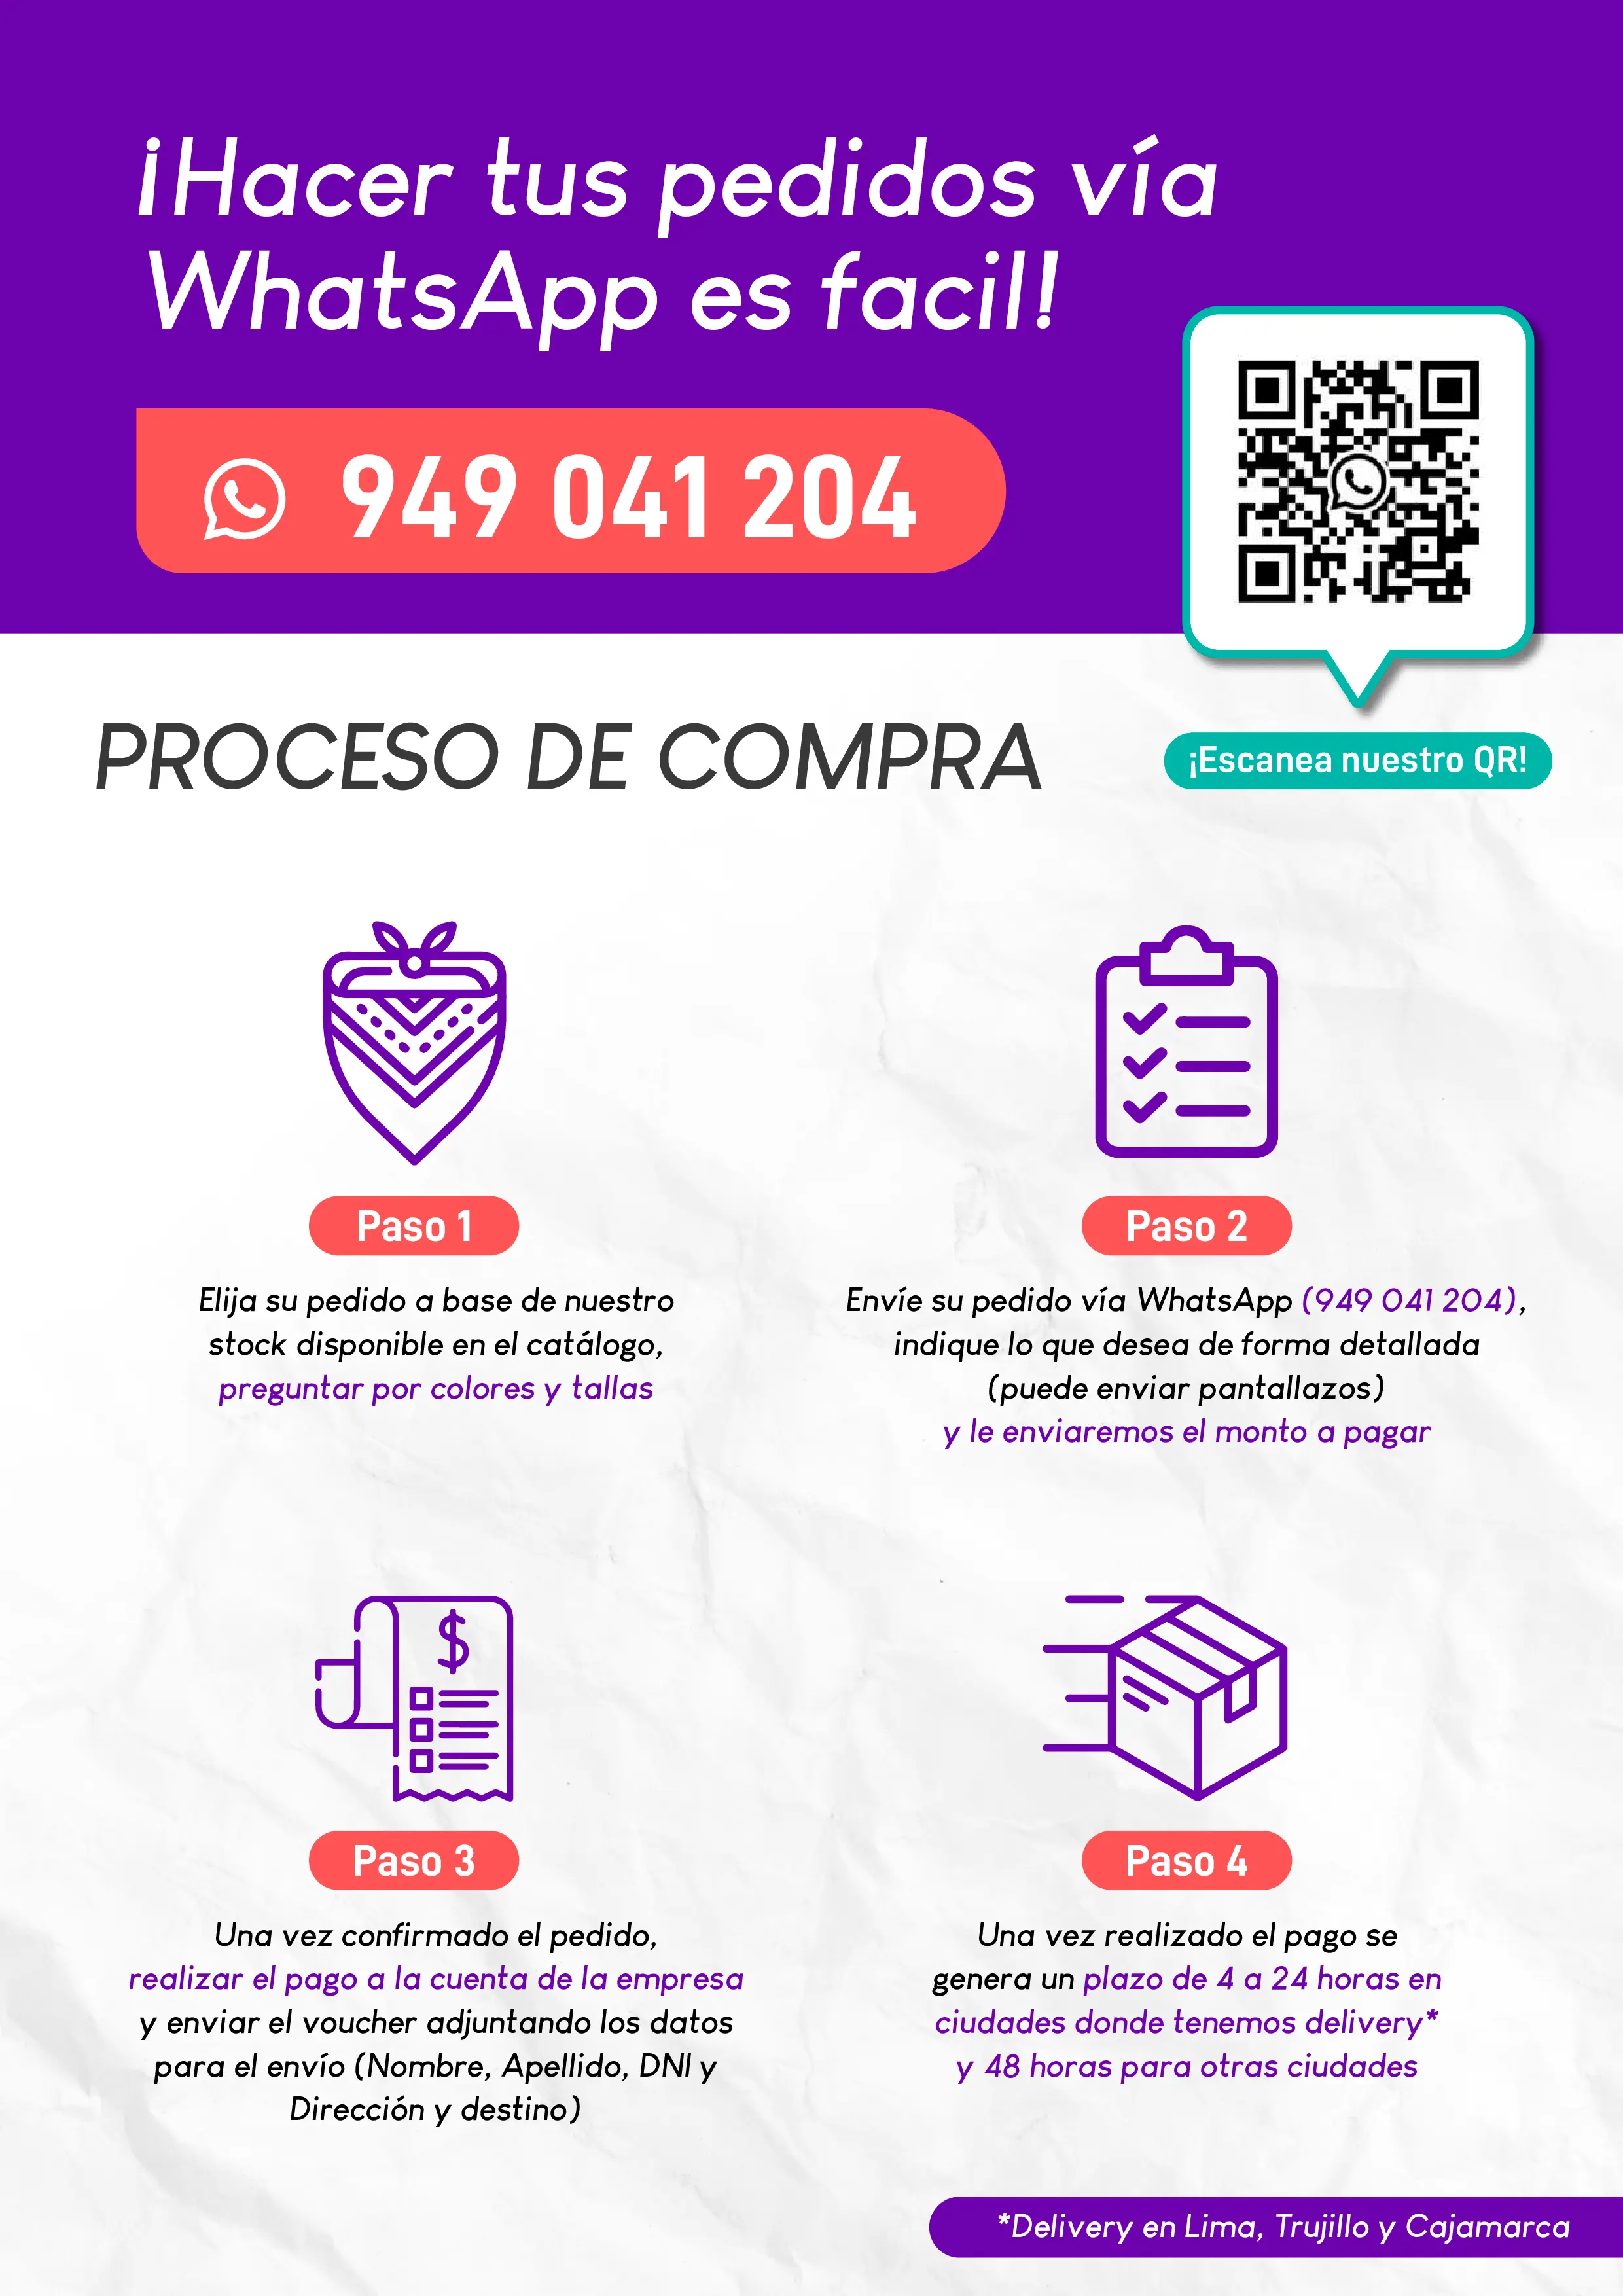 ¡Hacer tus pedidos vía
WhatsApp es facil!
949 041 204
¡Escanea nuestro QR!
PROCESO DE COMPRA
Paso 1
Elija su pedido a base de nuestro
stock disponible en el catálogo,
preguntar por colores y tallas
Paso 2
Envíe su pedido vía WhatsApp (949 041 204),
indique lo que desea de forma detallada
(puede enviar pantallazos)
y le enviaremos el monto a pagar
$
Paso 3
Una vez confirmado el pedido,
realizar el pago a la cuenta de la empresa
y enviar el voucher adjuntando los datos
para el envío (Nombre, Apellido, DNI y
Dirección y destino)
Paso 4
Una vez realizado el pago se
genera un plazo de 4 a 24 horas en
ciudades donde tenemos delivery*
y 48 horas para otras ciudades
*Delivery en Lima, Trujillo y Cajamarca